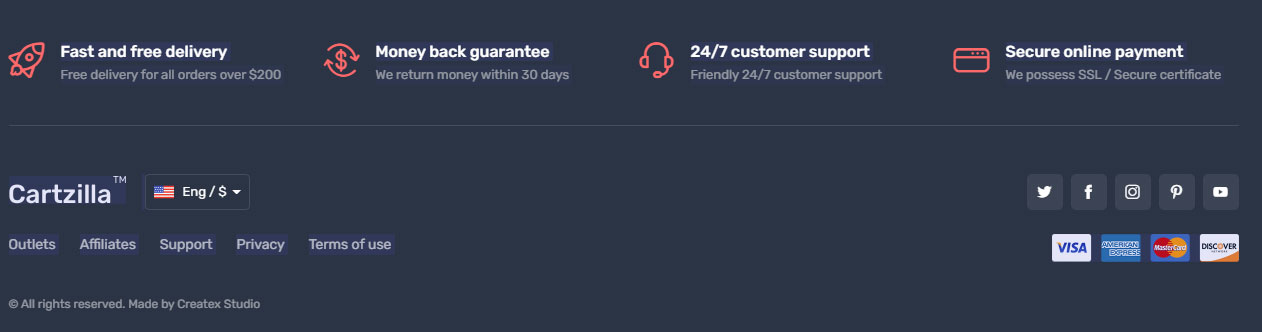 Fast and free delivery
Free delivery for all orders over $200
Money back guarantee
We return money within 30 days
24/7 customer support
Friendly 24/7 customer support
Secure online payment
We possess SSL / Secure certificate
Cartzilla™
Eng / $
Outlets Affiliates Support Privacy Terms of use
VISA
AMERICAN EXPRESS
MasterCard
DISCOVER
NETWORK
© All rights reserved. Made by Createx Studio